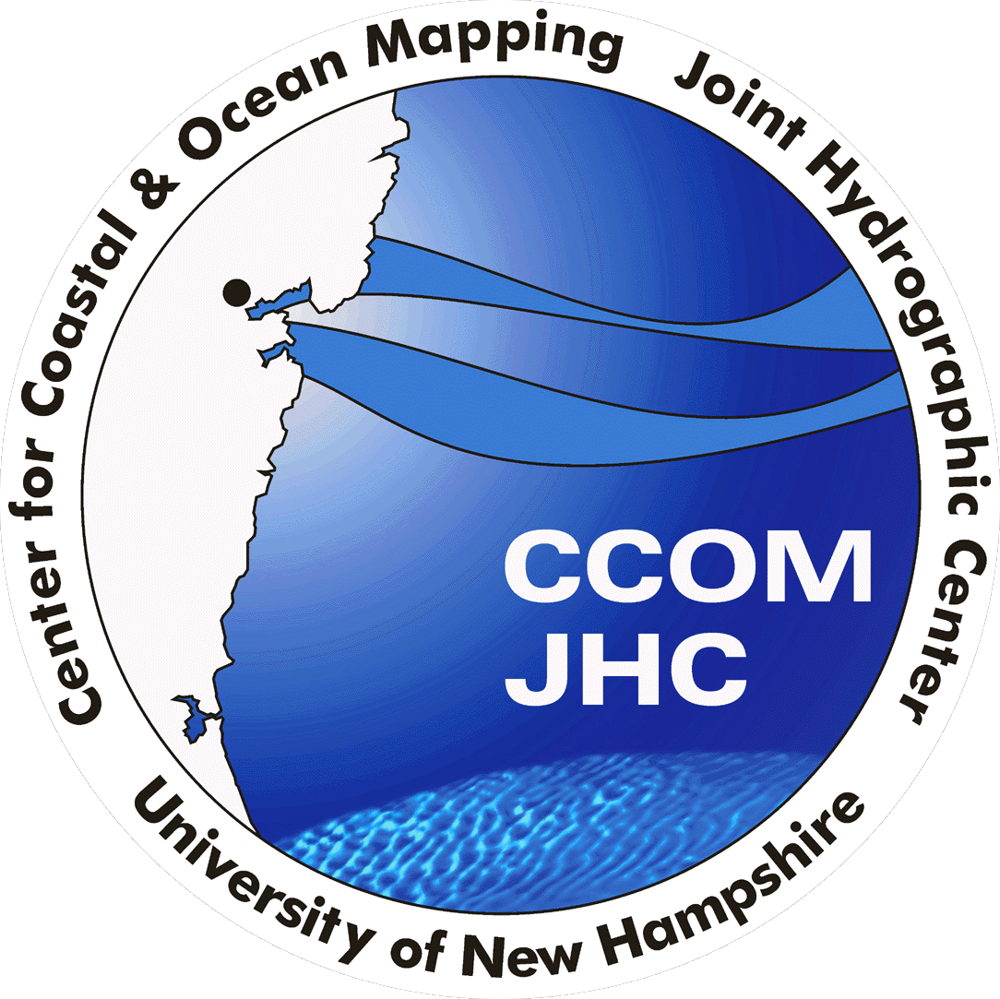 Center for Coastal & Ocean Mapping
Joint Hydrographic Center
CCOM
JHC
University of New Hampshire